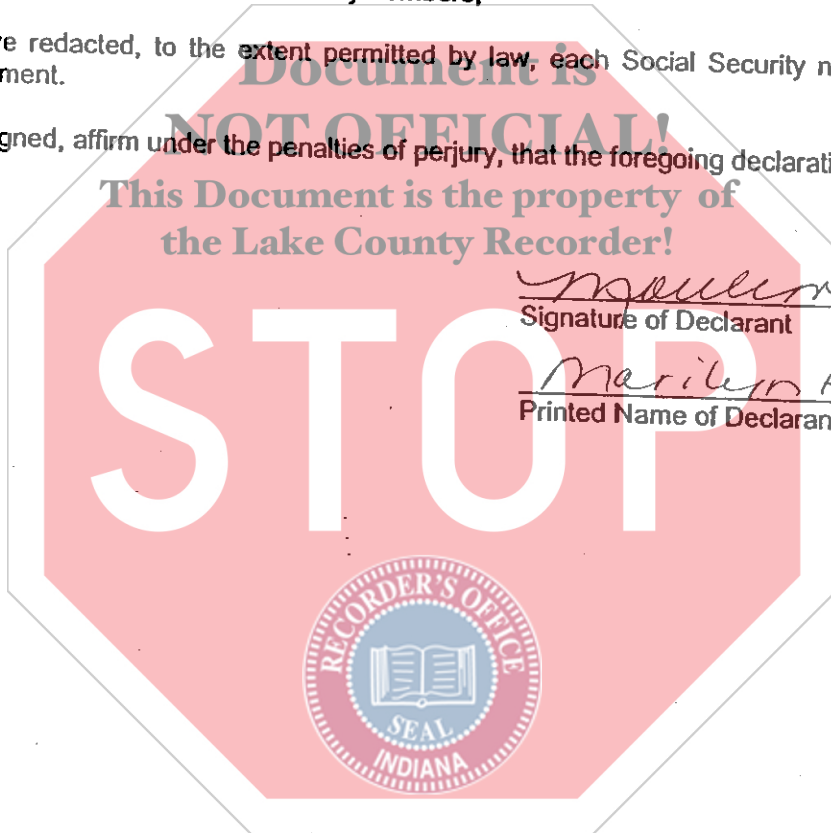 e redacted, to the extent permitted by law, each Social Security n
ment.
Document is
NOT OFFICIAL!
gned, affirm under the penalties of perjury, that the foregoing declarati
This Document is the property of
the Lake County Recorder!
Signature of Declarant
Marilyn
Printed Name of Declaran
STOP
RECORDER'S OFFICE
SEAL
INDIANA